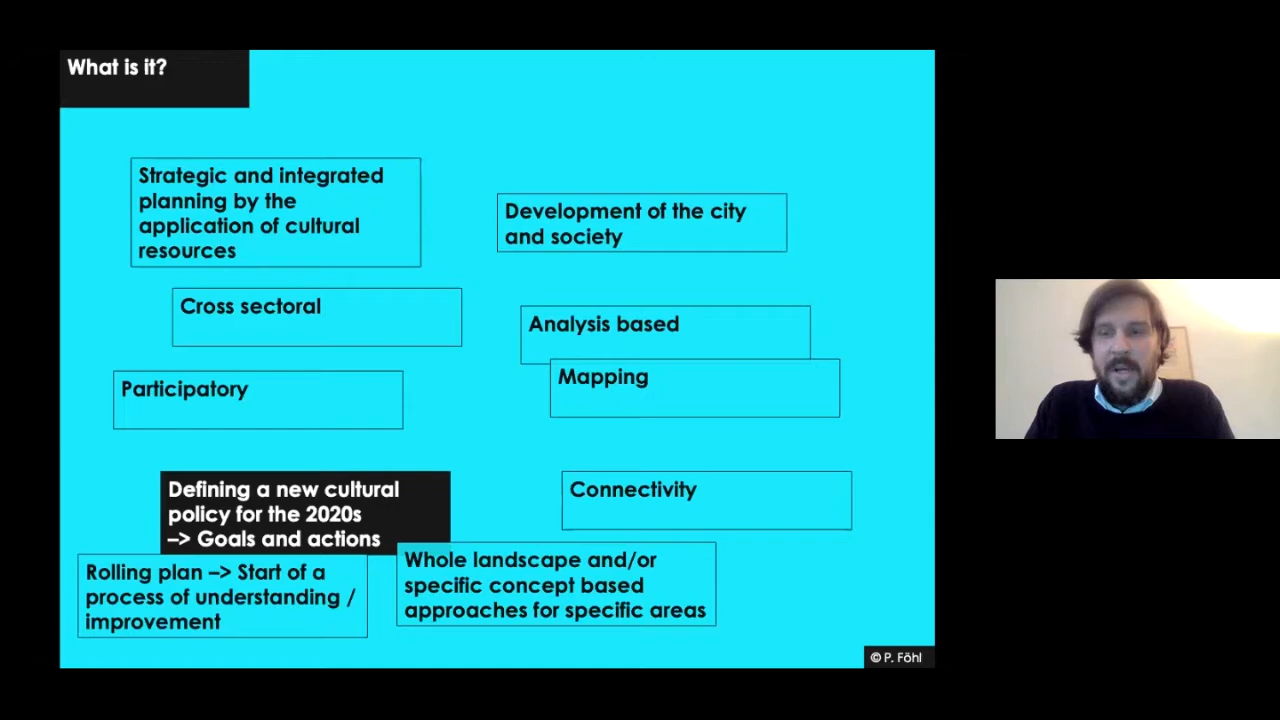 What is it?
Strategic and integrated
planning by the
application of cultural
resources
Development of the city
and society
Cross sectoral
Analysis based
Mapping
Participatory
Defining a new cultural
policy for the 2020s
–> Goals and actions
Connectivity
Rolling plan –> Start of a
process of understanding /
improvement
Whole landscape and/or
specific concept based
approaches for specific areas
© P. Föhl